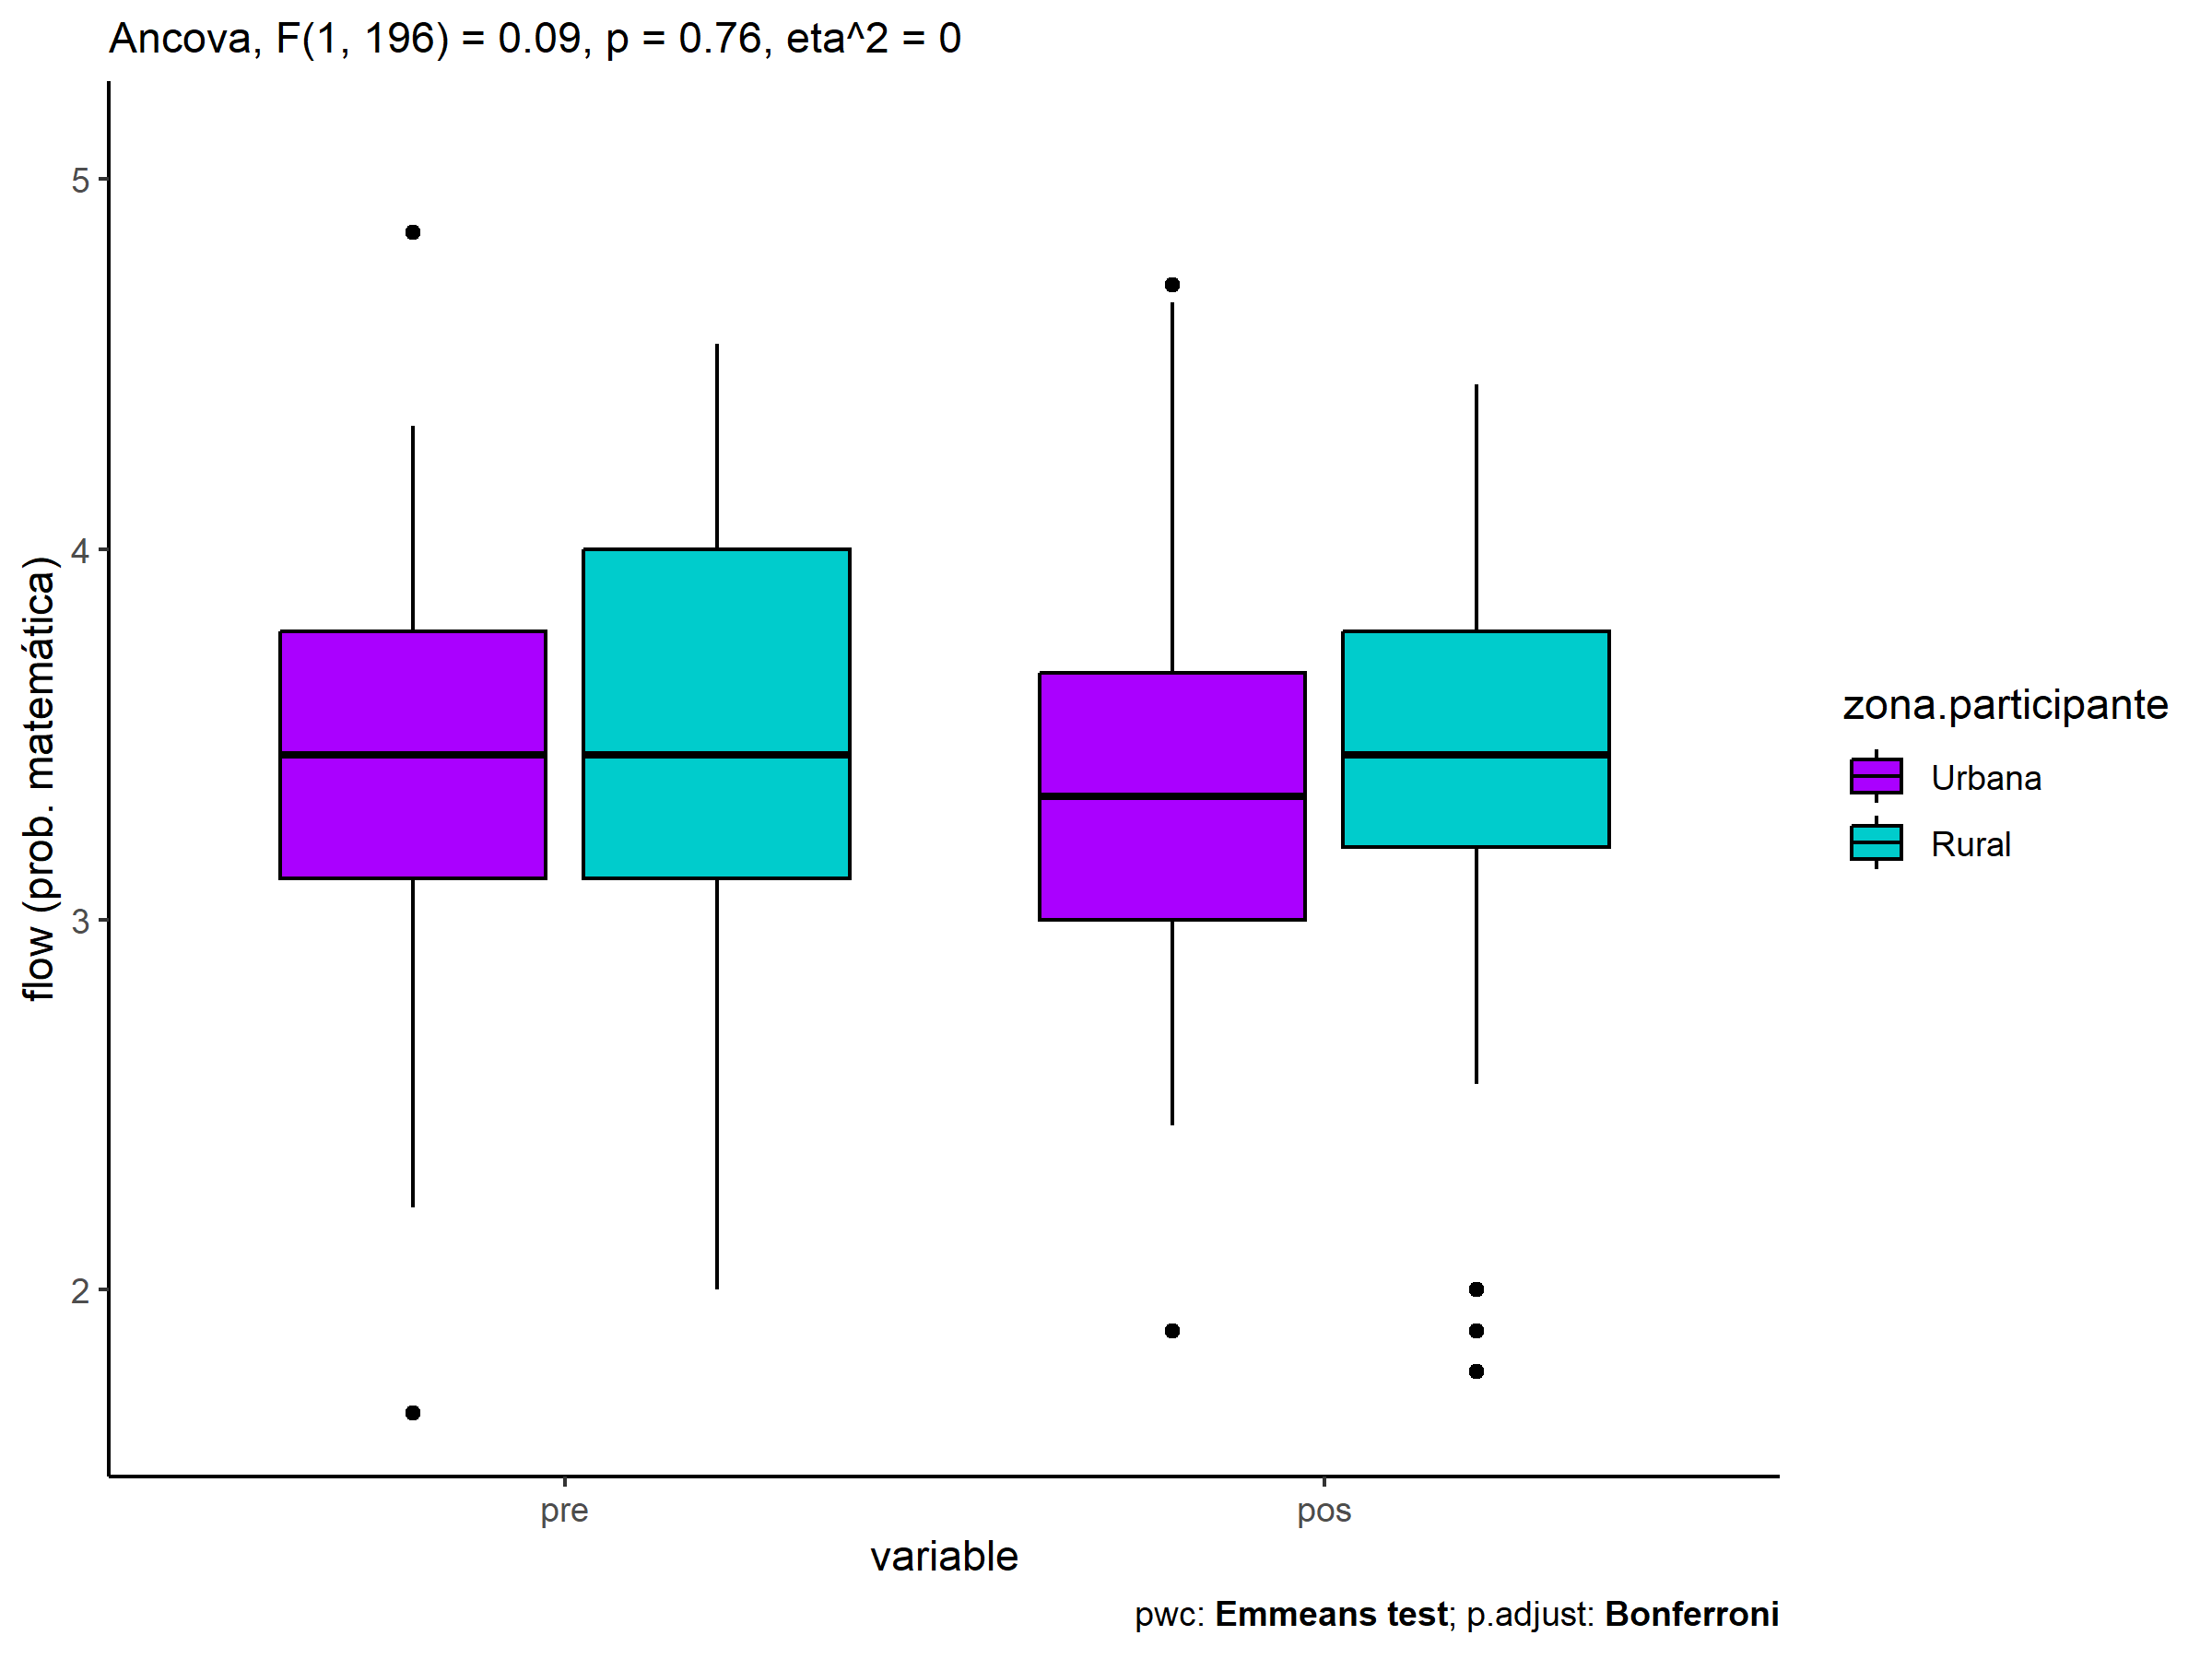 Ancova, F(1, 196) = 0.09, p = 0.76, eta^2 = 0
flow (prob. matemática)
5
4
3
2
pre
pos
variable
zona.participante
Urbana
Rural
pwc: Emmeans test; p.adjust: Bonferroni